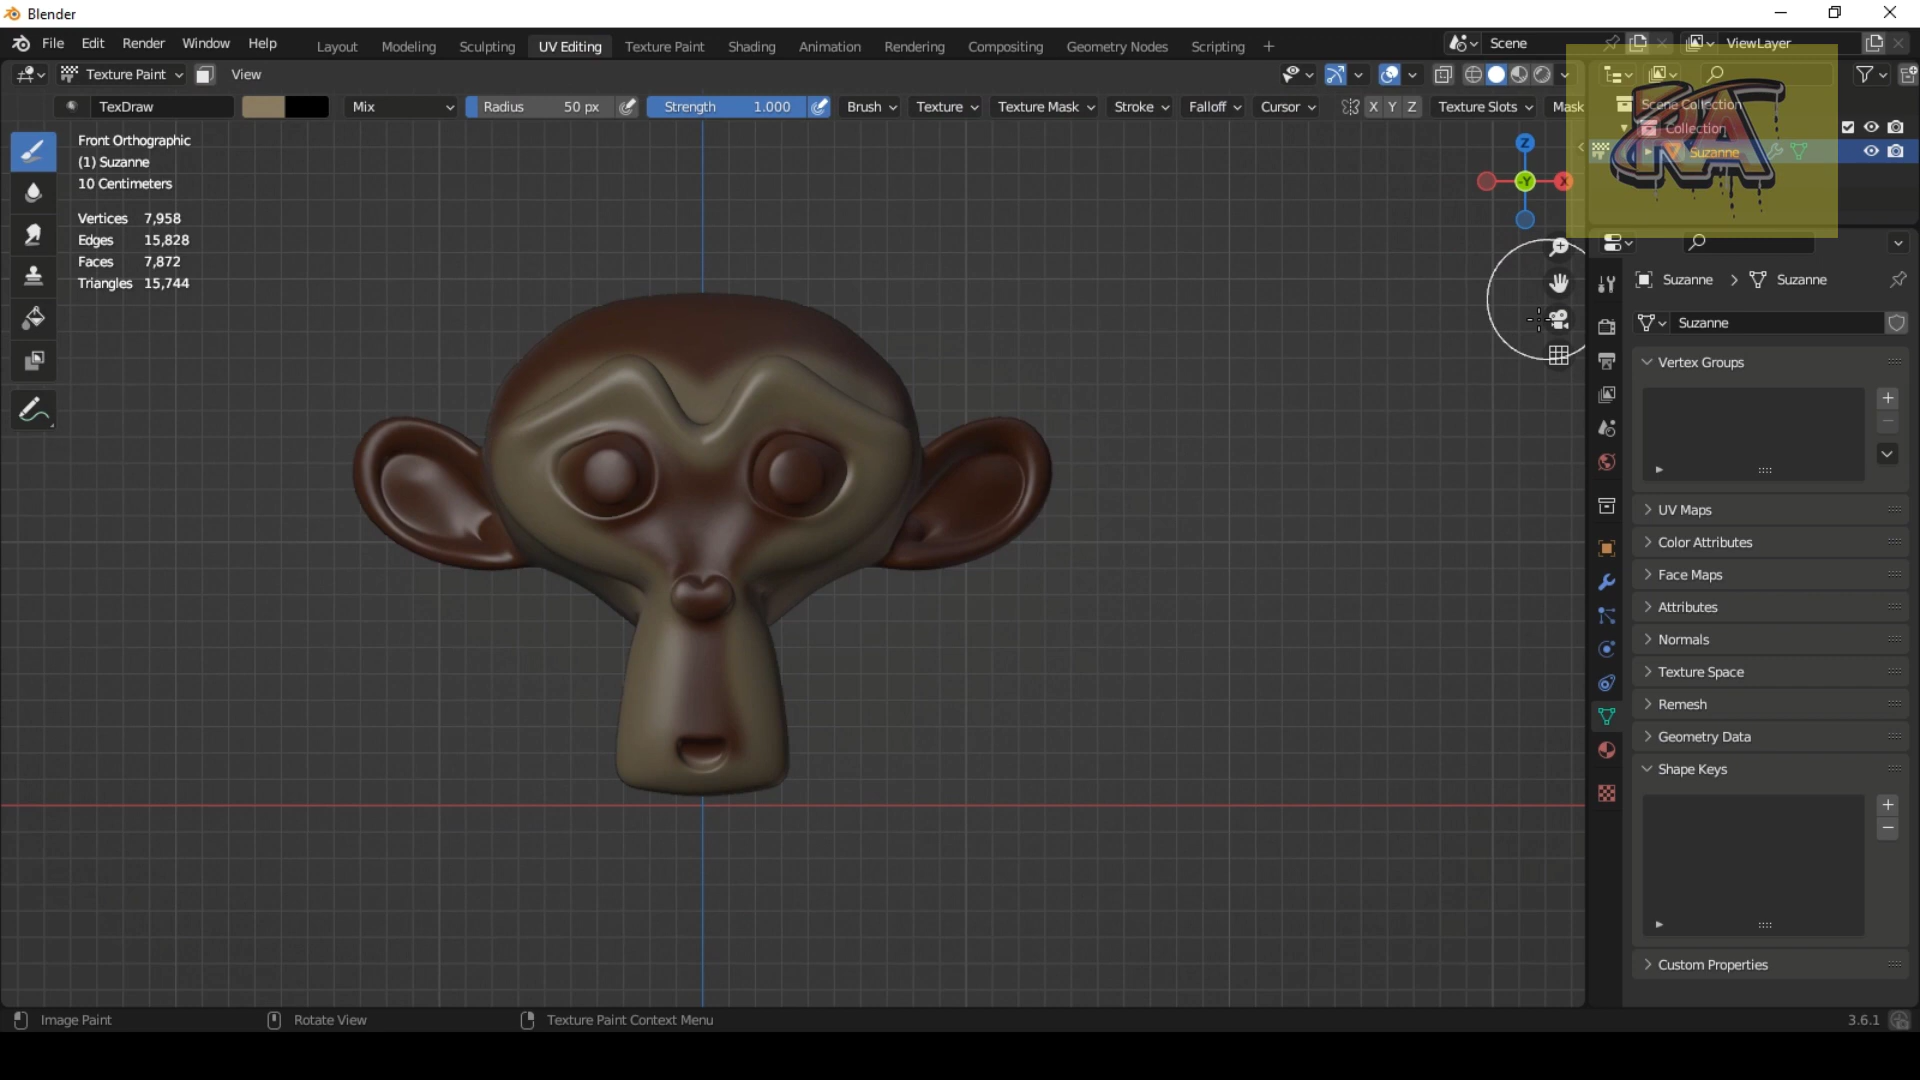 Blender
File Edit Render Window Help Layout Modeling Sculpting UV Editing Texture Paint Shading Animation Rendering Compositing Geometry Nodes Scripting + Scene ViewLayer
Texture Paint View
TexDraw Mix Radius 50 px Strength 1.000 Brush Texture Texture Mask Stroke Falloff Cursor X Y Z Texture Slots Mask
Scene Collection
Collection
Suzanne
RA
Front Orthographic
(1) Suzanne
10 Centimeters
Vertices 7,958
Edges 15,828
Faces 7,872
Triangles 15,744
Z
-Y X
Suzanne > Suzanne
Suzanne
Vertex Groups
UV Maps
Color Attributes
Face Maps
Attributes
Normals
Texture Space
Remesh
Geometry Data
Shape Keys
Custom Properties
Image Paint Rotate View Texture Paint Context Menu 3.6.1